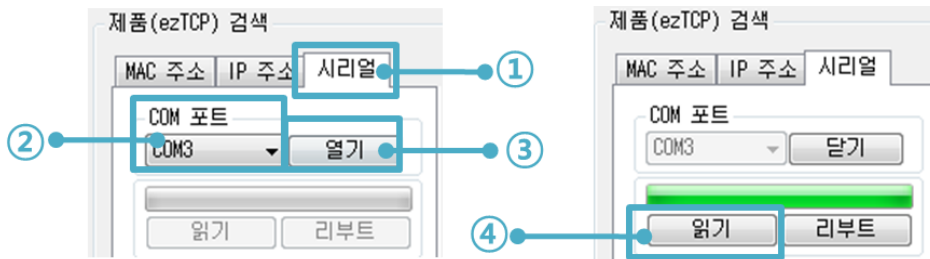 제품(ezTCP) 검색
MAC 주소 IP 주소 시리얼
①
COM 포트
②
COM3 열기
③
읽기 리부트
제품(ezTCP) 검색
MAC 주소 IP 주소 시리얼
COM 포트
COM3 닫기
④
읽기 리부트